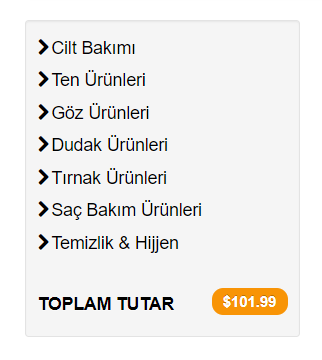 Cilt Bakımı
Ten Ürünleri
Göz Ürünleri
Dudak Ürünleri
Tırnak Ürünleri
Saç Bakım Ürünleri
Temizlik & Hijjen
TOPLAM TUTAR $101.99